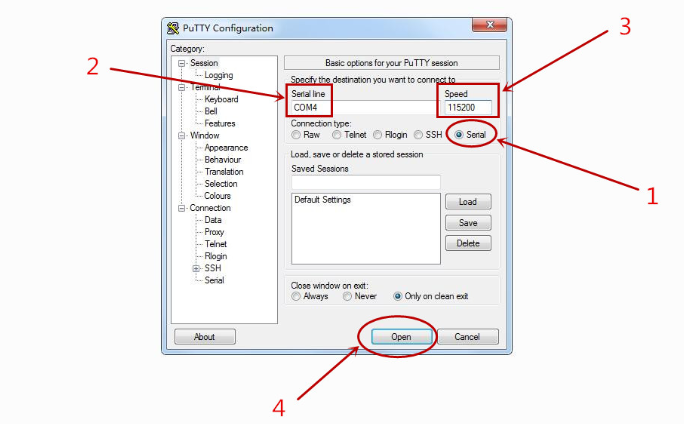 PuTTY Configuration
3
Category:
Session
Logging
Terminal
Keyboard
Bell
Features
Window
Appearance
Behaviour
Translation
Selection
Colours
Connection
Data
Proxy
Telnet
Rlogin
SSH
Serial
Basic options for your PuTTY session
Specify the destination you want to connect to
2
Serial line Speed
COM4 115200
Connection type:
Raw Telnet Rlogin SSH Serial
1
Load, save or delete a stored session
Saved Sessions
Default Settings
Load
Save
Delete
Close window on exit:
Always Never Only on clean exit
About Open Cancel
4